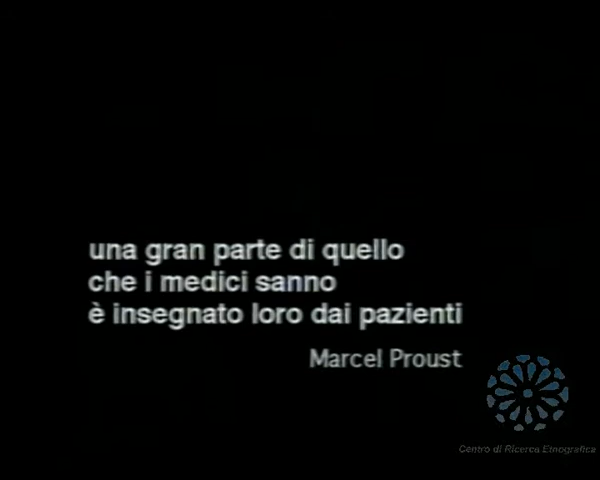 una gran parte di quello
che i medici sanno
è insegnato loro dai pazienti
Marcel Proust
Centro di Ricerca Etnografica